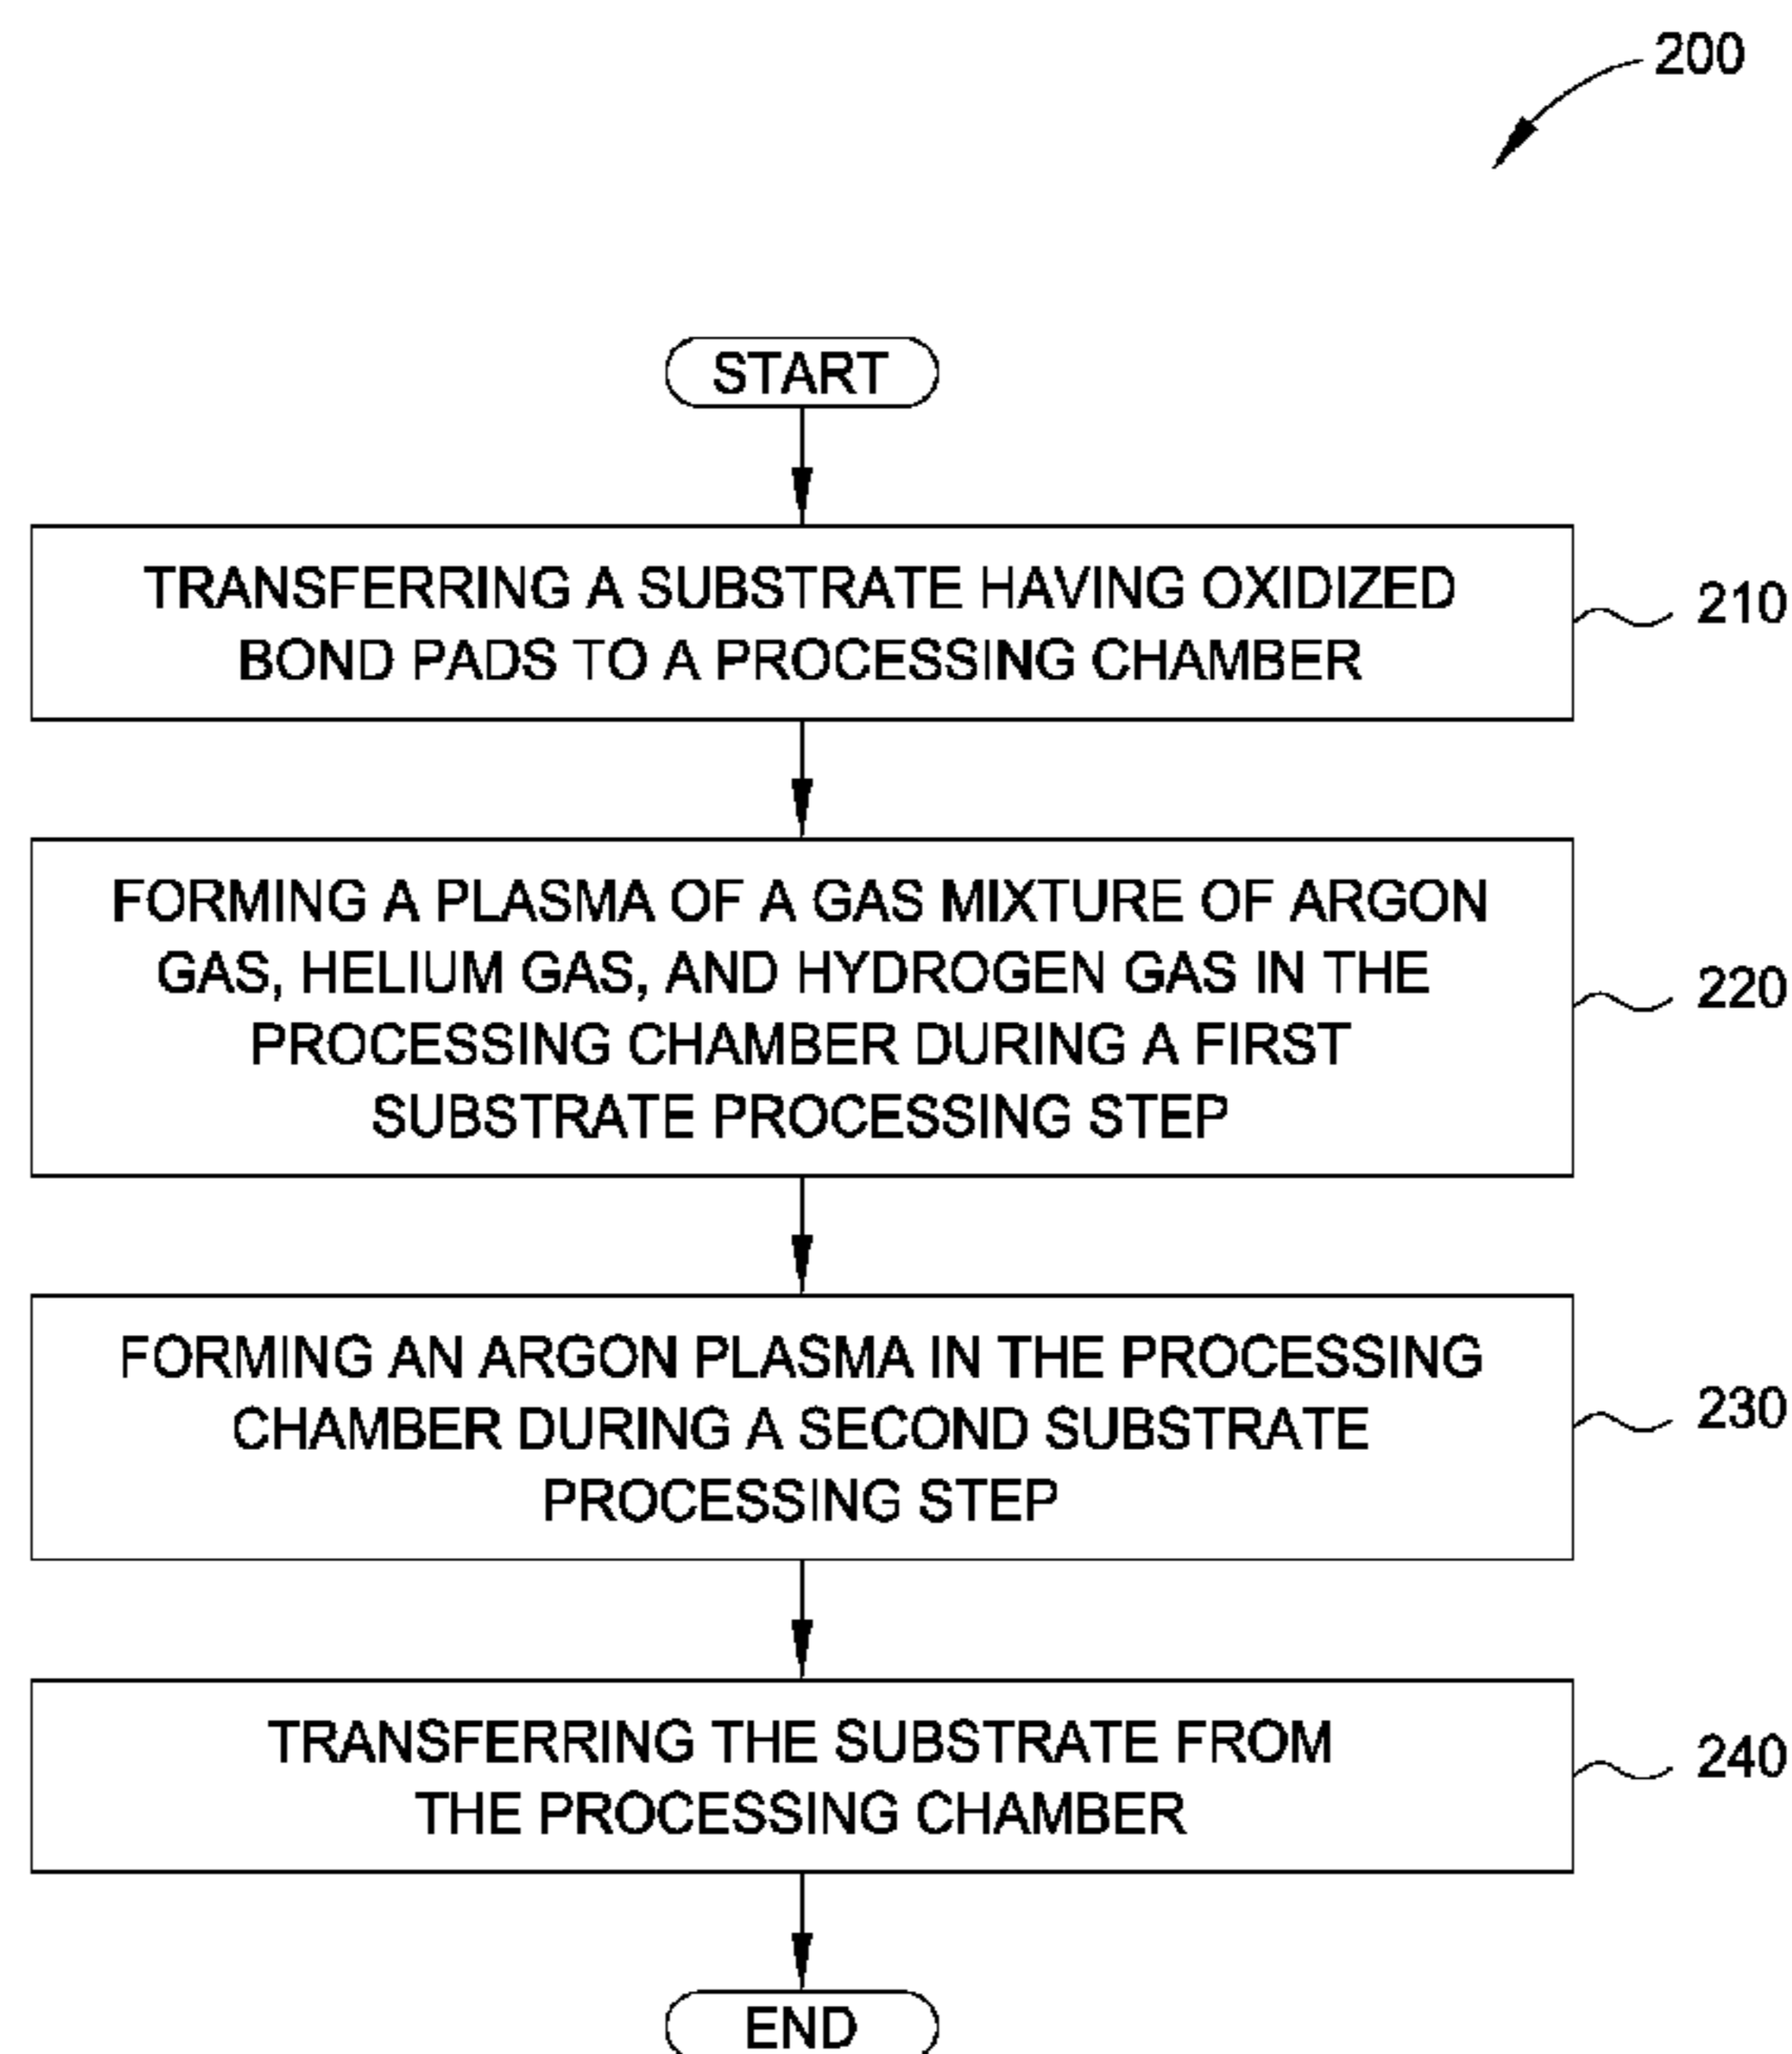 200
START
TRANSFERRING A SUBSTRATE HAVING OXIDIZED
BOND PADS TO A PROCESSING CHAMBER
210
FORMING A PLASMA OF A GAS MIXTURE OF ARGON
GAS, HELIUM GAS, AND HYDROGEN GAS IN THE
PROCESSING CHAMBER DURING A FIRST
SUBSTRATE PROCESSING STEP
220
FORMING AN ARGON PLASMA IN THE PROCESSING
CHAMBER DURING A SECOND SUBSTRATE
PROCESSING STEP
230
TRANSFERRING THE SUBSTRATE FROM
THE PROCESSING CHAMBER
240
END